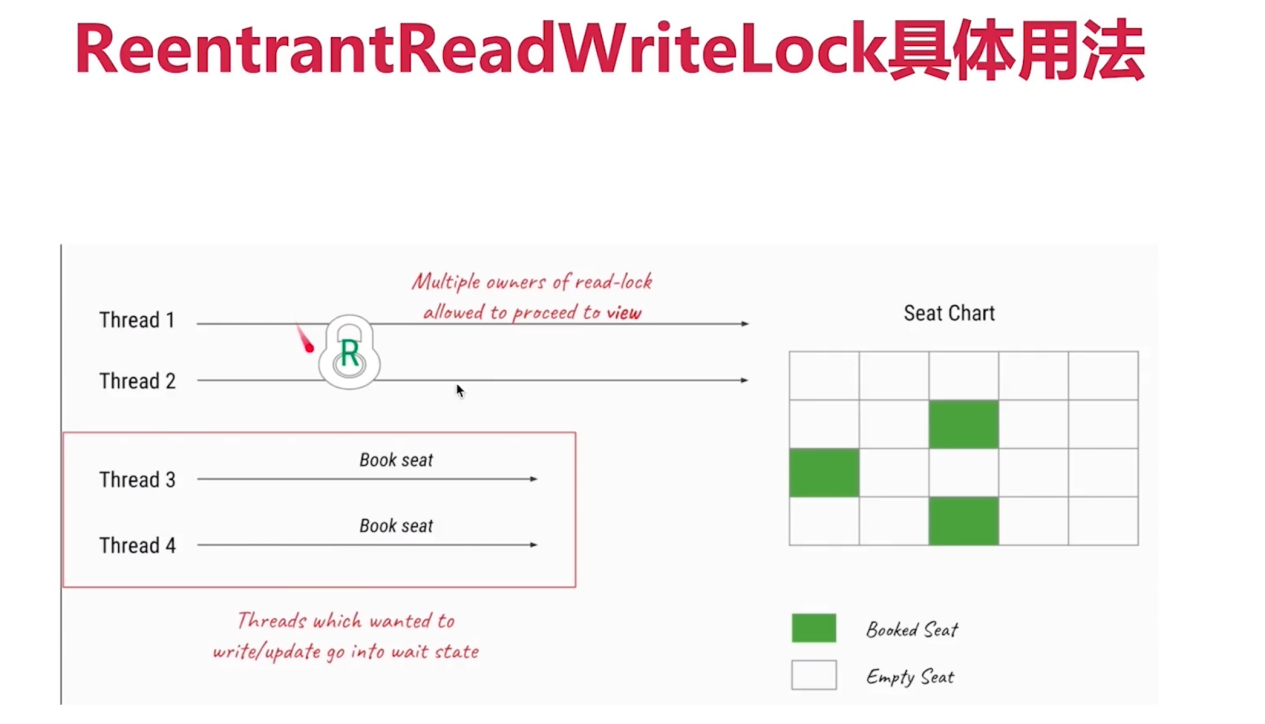 ReentrantReadWriteLock具体用法
Multiple owners of read-lock
allowed to proceed to view
Thread 1
R
Thread 2
Book seat
Thread 3
Book seat
Thread 4
Threads which wanted to
write/update go into wait state
Seat Chart
Booked Seat
Empty Seat